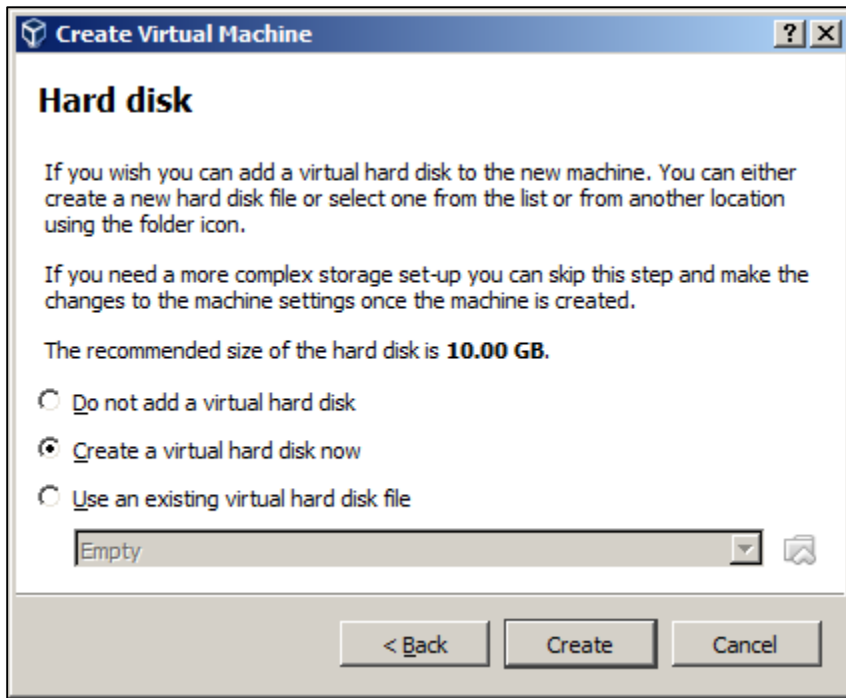 Create Virtual Machine
Hard disk
If you wish you can add a virtual hard disk to the new machine. You can either
create a new hard disk file or select one from the list or from another location
using the folder icon.
If you need a more complex storage set-up you can skip this step and make the
changes to the machine settings once the machine is created.
The recommended size of the hard disk is 10.00 GB.
Do not add a virtual hard disk
Create a virtual hard disk now
Use an existing virtual hard disk file
Empty
< Back Create Cancel